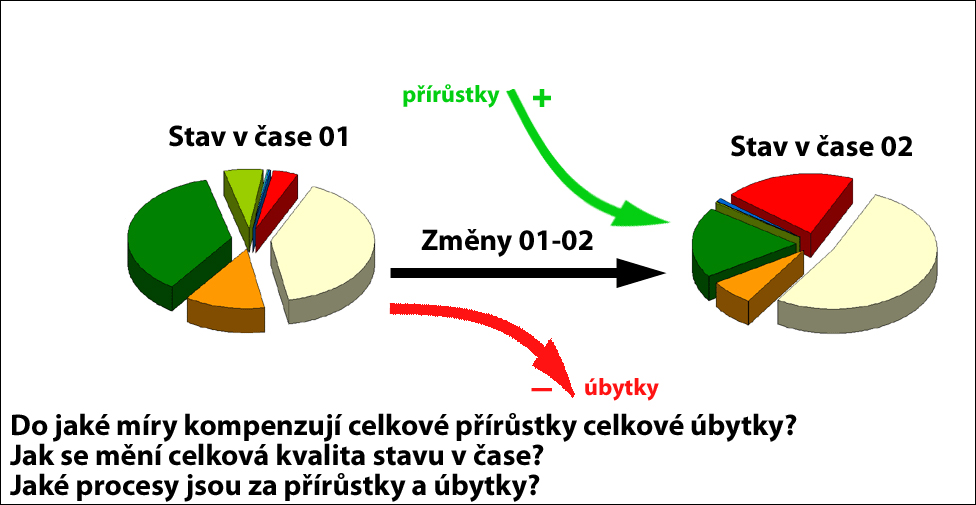 přírůstky +
Stav v čase 01
Stav v čase 02
Změny 01-02
– úbytky
Do jaké míry kompenzují celkové přírůstky celkové úbytky?
Jak se mění celková kvalita stavu v čase?
Jaké procesy jsou za přírůstky a úbytky?